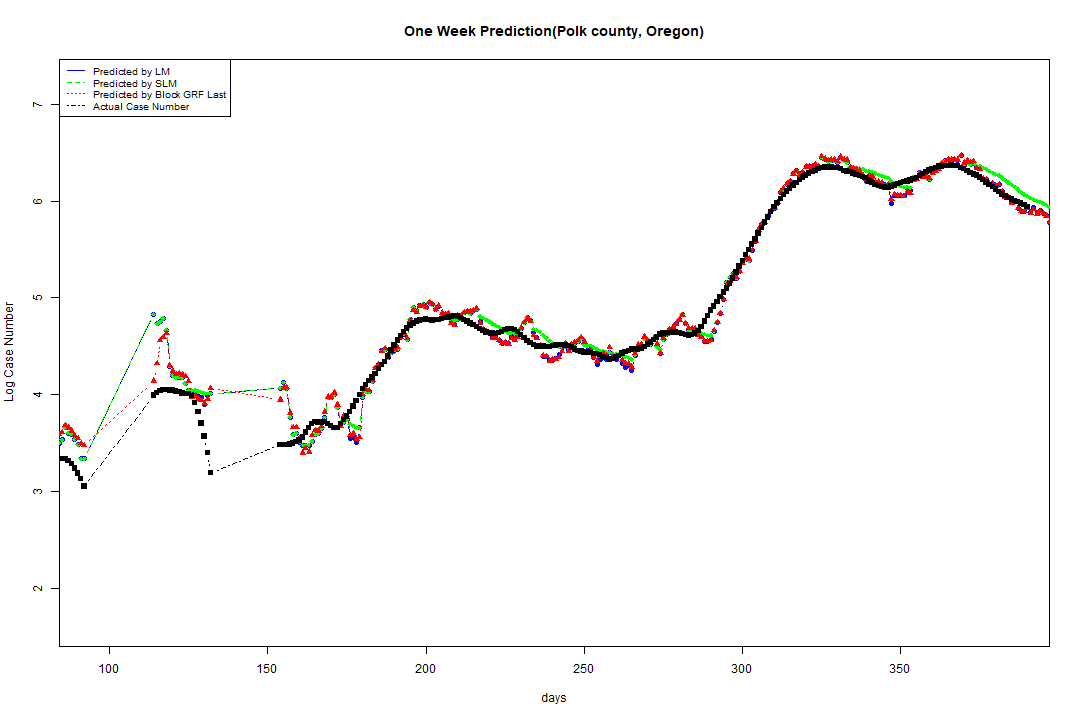 One Week Prediction(Polk county, Oregon)
Predicted by LM
Predicted by SLM
Predicted by Block GRF Last
Actual Case Number
Log Case Number
7
6
5
4
3
2
100 150 200 250 300 350
days